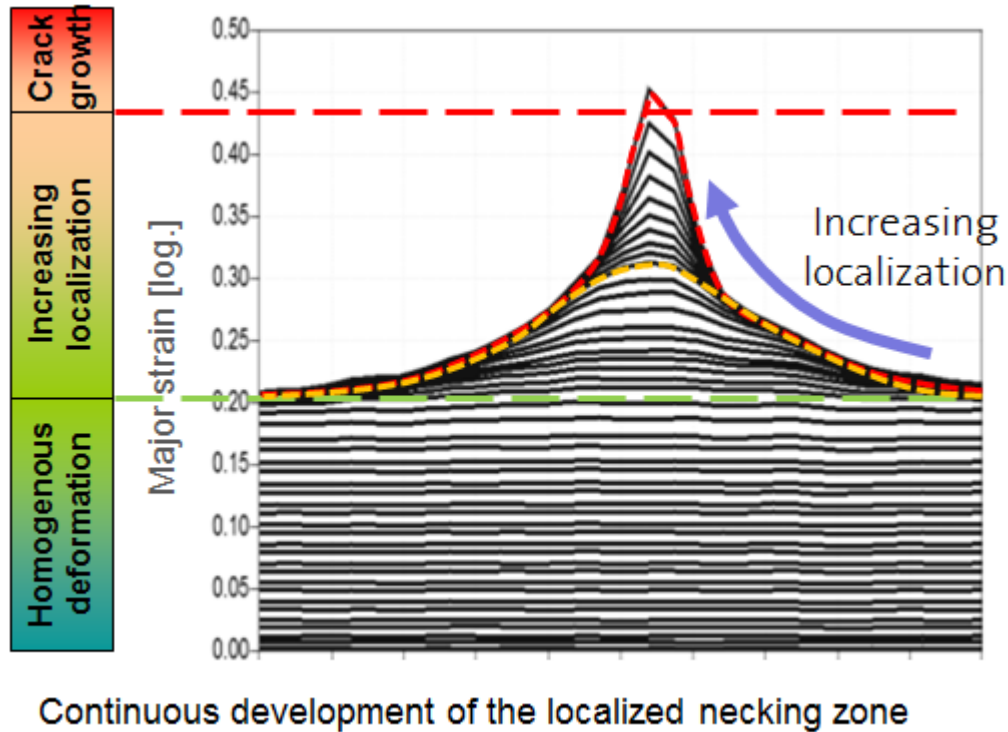 Crack
growth
Increasing
localization
Homogenous
deformation
Major strain [log.]
0.50
0.45
0.40
0.35
0.30
0.25
0.20
0.15
0.10
0.05
0.00
Increasing
localization
Continuous development of the localized necking zone